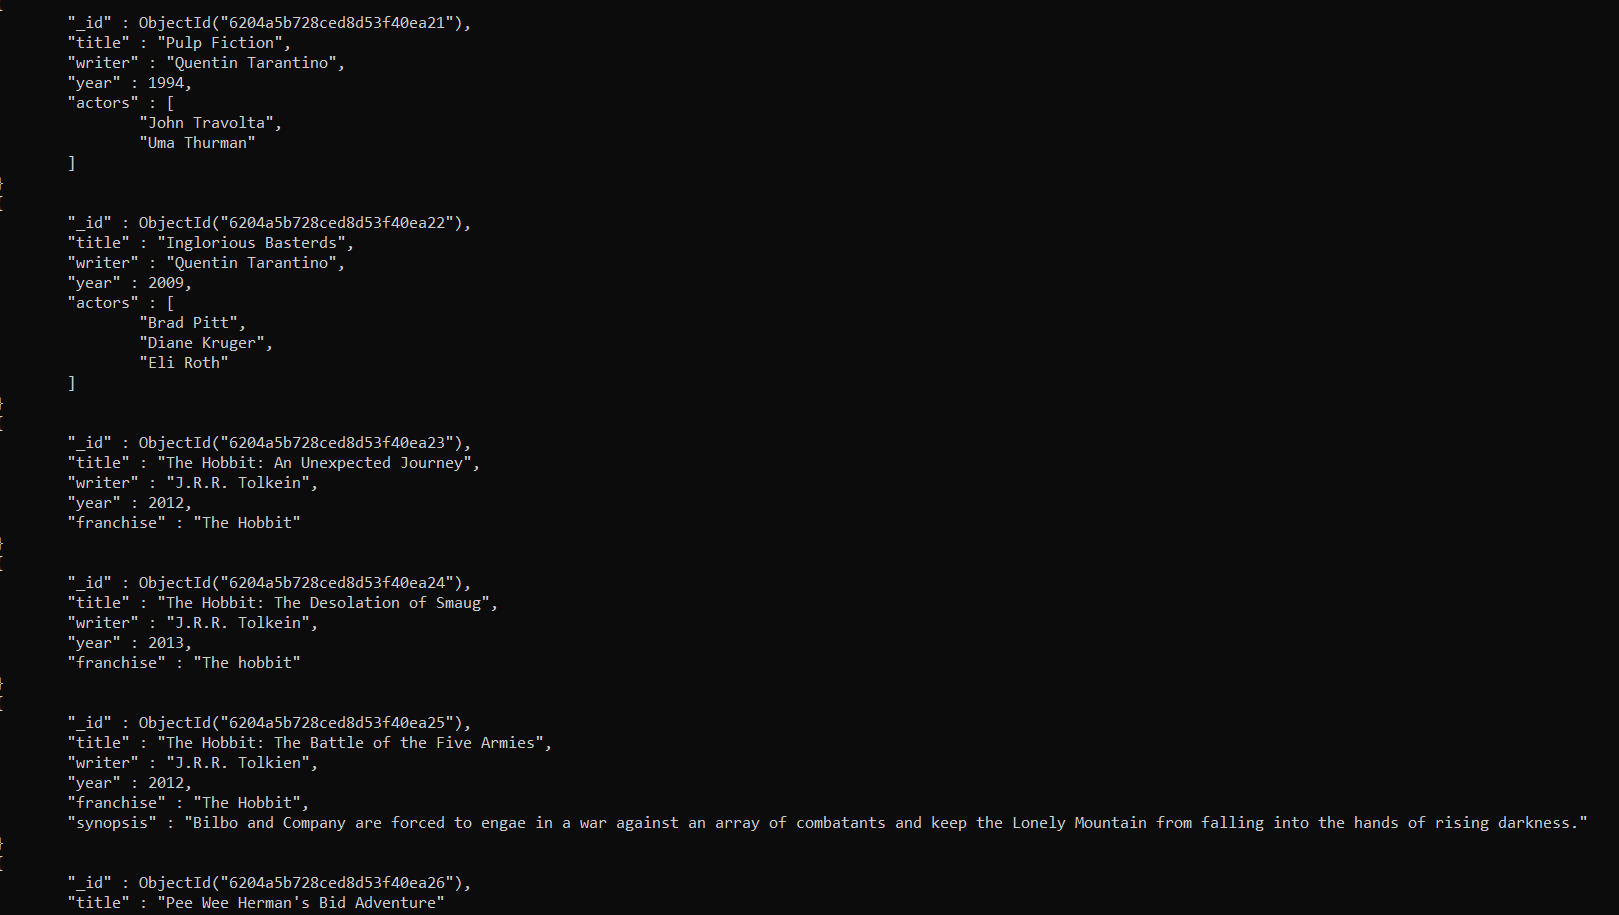 {
"_id" : ObjectId("6204a5b728ced8d53f40ea21"),
"title" : "Pulp Fiction",
"writer" : "Quentin Tarantino",
"year" : 1994,
"actors" : [
"John Travolta",
"Uma Thurman"
]
}
{
"_id" : ObjectId("6204a5b728ced8d53f40ea22"),
"title" : "Inglorious Basterds",
"writer" : "Quentin Tarantino",
"year" : 2009,
"actors" : [
"Brad Pitt",
"Diane Kruger",
"Eli Roth"
]
}
{
"_id" : ObjectId("6204a5b728ced8d53f40ea23"),
"title" : "The Hobbit: An Unexpected Journey",
"writer" : "J.R.R. Tolkein",
"year" : 2012,
"franchise" : "The Hobbit"
}
{
"_id" : ObjectId("6204a5b728ced8d53f40ea24"),
"title" : "The Hobbit: The Desolation of Smaug",
"writer" : "J.R.R. Tolkein",
"year" : 2013,
"franchise" : "The hobbit"
}
{
"_id" : ObjectId("6204a5b728ced8d53f40ea25"),
"title" : "The Hobbit: The Battle of the Five Armies",
"writer" : "J.R.R. Tolkien",
"year" : 2012,
"franchise" : "The Hobbit",
"synopsis" : "Bilbo and Company are forced to engae in a war against an array of combatants and keep the Lonely Mountain from falling into the hands of rising darkness."
}
{
"_id" : ObjectId("6204a5b728ced8d53f40ea26"),
"title" : "Pee Wee Herman's Bid Adventure"